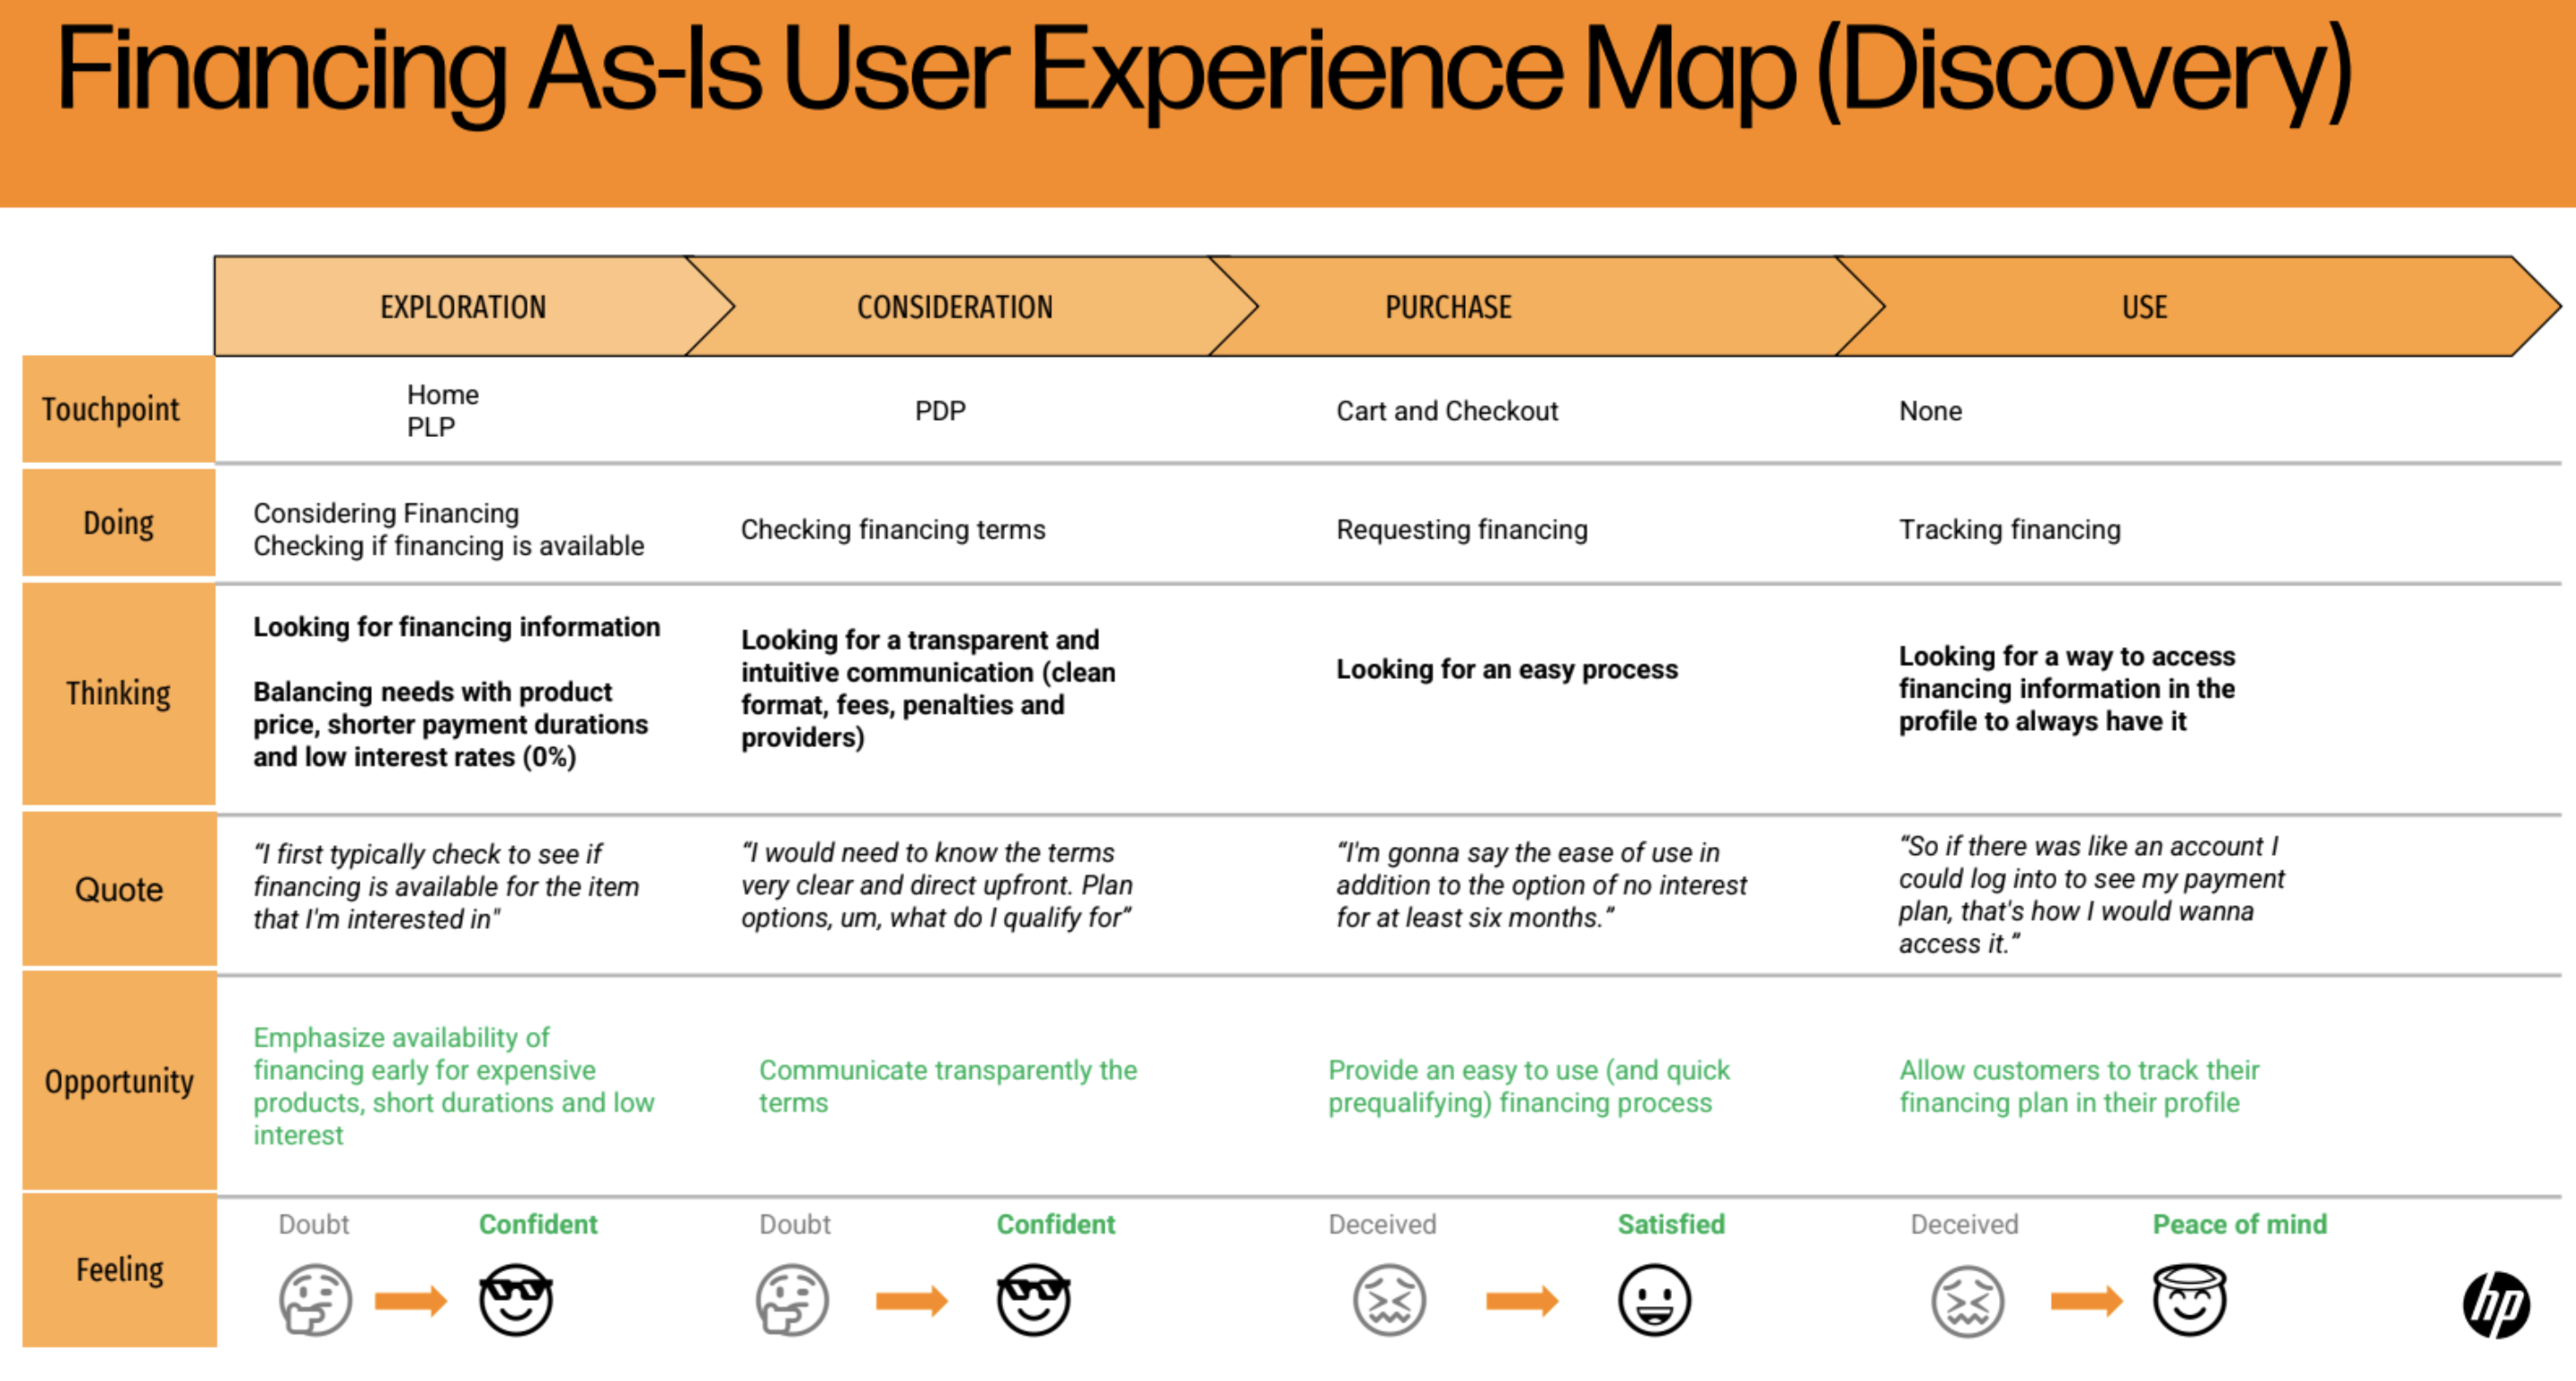 Financing As-Is User Experience Map (Discovery)
EXPLORATION
CONSIDERATION
PURCHASE
USE
Touchpoint
Home
PLP
PDP
Cart and Checkout
None
Doing
Considering Financing
Checking if financing is available
Checking financing terms
Requesting financing
Tracking financing
Thinking
Looking for financing information
Balancing needs with product
price, shorter payment durations
and low interest rates (0%)
Looking for a transparent and
intuitive communication (clean
format, fees, penalties and
providers)
Looking for an easy process
Looking for a way to access
financing information in the
profile to always have it
Quote
“I first typically check to see if
financing is available for the item
that I'm interested in"
“I would need to know the terms
very clear and direct upfront. Plan
options, um, what do I qualify for”
“I'm gonna say the ease of use in
addition to the option of no interest
for at least six months.”
“So if there was like an account I
could log into to see my payment
plan, that's how I would wanna
access it.”
Opportunity
Emphasize availability of
financing early for expensive
products, short durations and low
interest
Communicate transparently the
terms
Provide an easy to use (and quick
prequalifying) financing process
Allow customers to track their
financing plan in their profile
Feeling
Doubt
Confident
Doubt
Confident
Deceived
Satisfied
Deceived
Peace of mind
hp